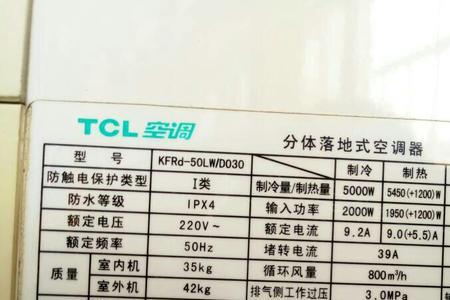 TCL 空调
分体落地式空调器
型号 KFRd-50LW/D030 制冷 制热
防触电保护类型 I类 制冷量/制热量 5000W 5450(+1200)W
防水等级 IPX4 输入功率 2000W 1950(+1200)W
额定电压 220V~ 额定电流 9.2A 9.0(+5.5)A
额定频率 50Hz 堵转电流 39A
质量 室内机 35kg 循环风量 800m³/h
室外机 42kg 排气侧工作过压 3.0MPa